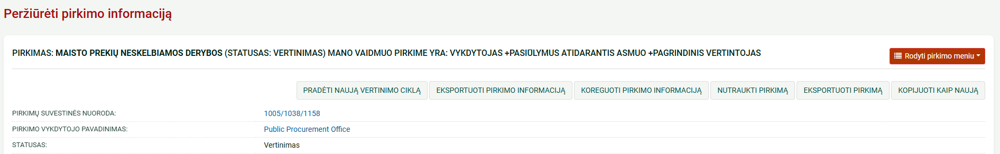 Peržiūrėti pirkimo informaciją
PIRKIMAS: MAISTO PREKIŲ NESKELBIAMOS DERYBOS (STATUSAS: VERTINIMAS) MANO VAIDMUO PIRKIME YRA: VYKDYTOJAS +PASIŪLYMUS ATIDARANTIS ASMUO +PAGRINDINIS VERTINTOJAS
Rodyti pirkimo meniu
PRADĖTI NAUJĄ VERTINIMO CIKLĄ EKSPORTUOTI PIRKIMO INFORMACIJĄ KOREGUOTI PIRKIMO INFORMACIJĄ NUTRAUKTI PIRKIMĄ EKSPORTUOTI PIRKIMĄ KOPIJUOTI KAIP NAUJĄ
PIRKIMŲ SUVESTINĖS NUORODA: 1005/1038/1158
PIRKIMO VYKDYTOJO PAVADINIMAS: Public Procurement Office
STATUSAS: Vertinimas